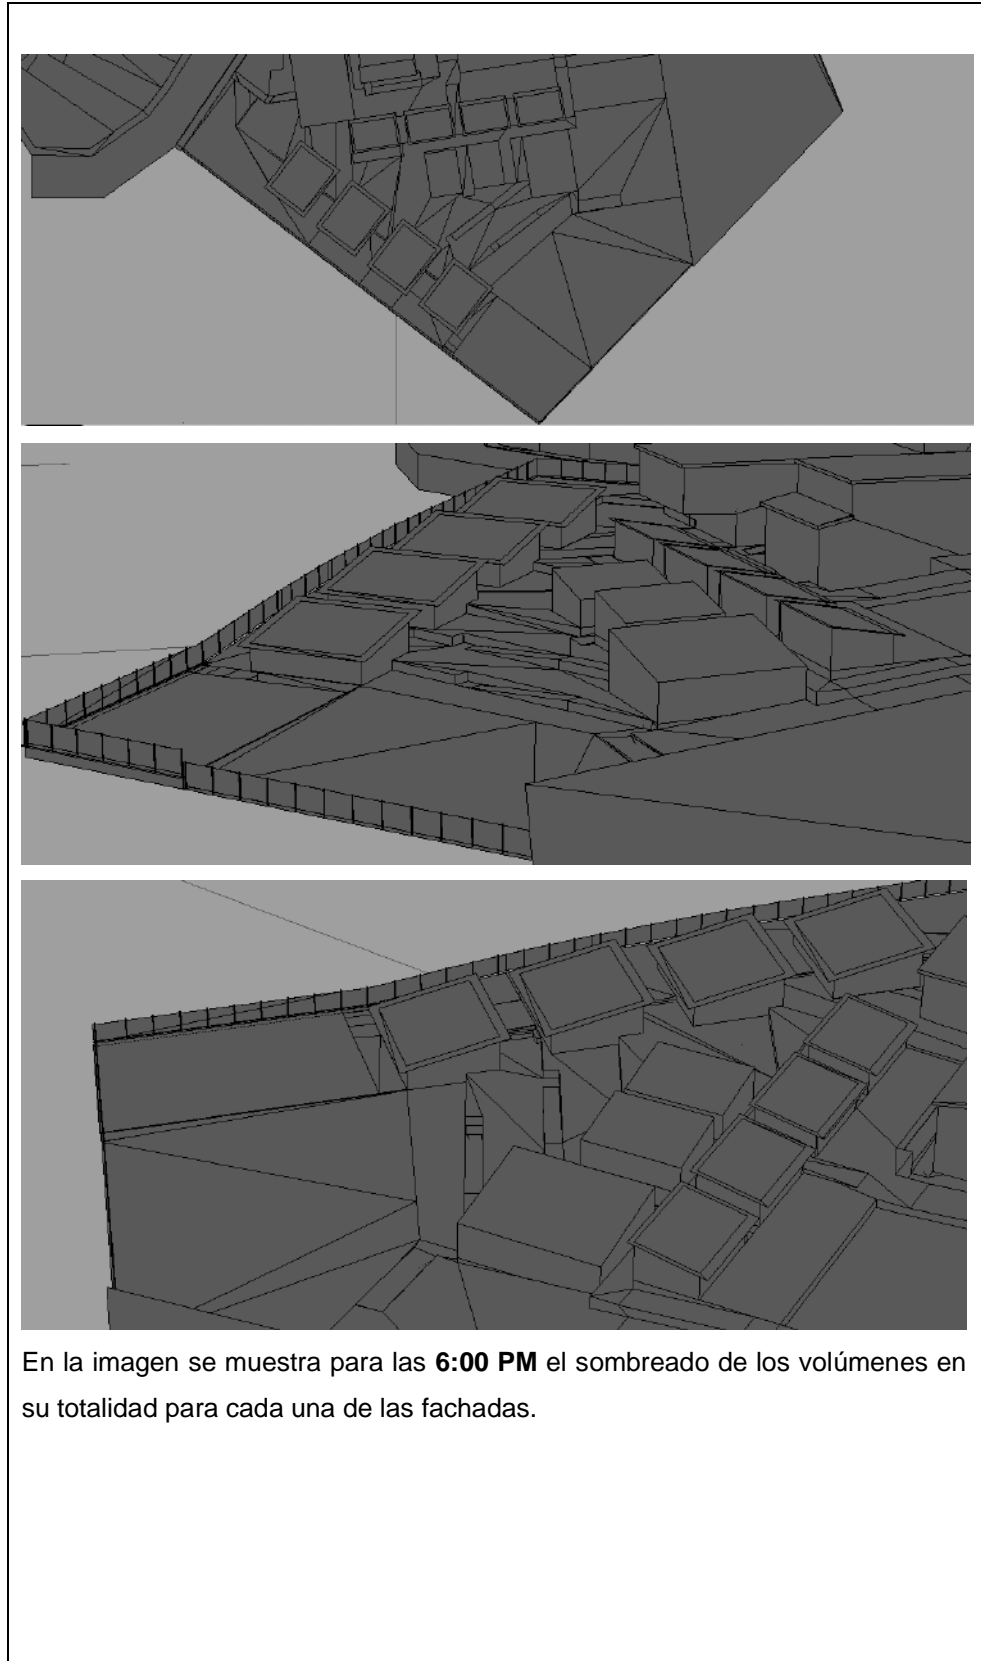 En la imagen se muestra para las 6:00 PM el sombreado de los volúmenes en
su totalidad para cada una de las fachadas.